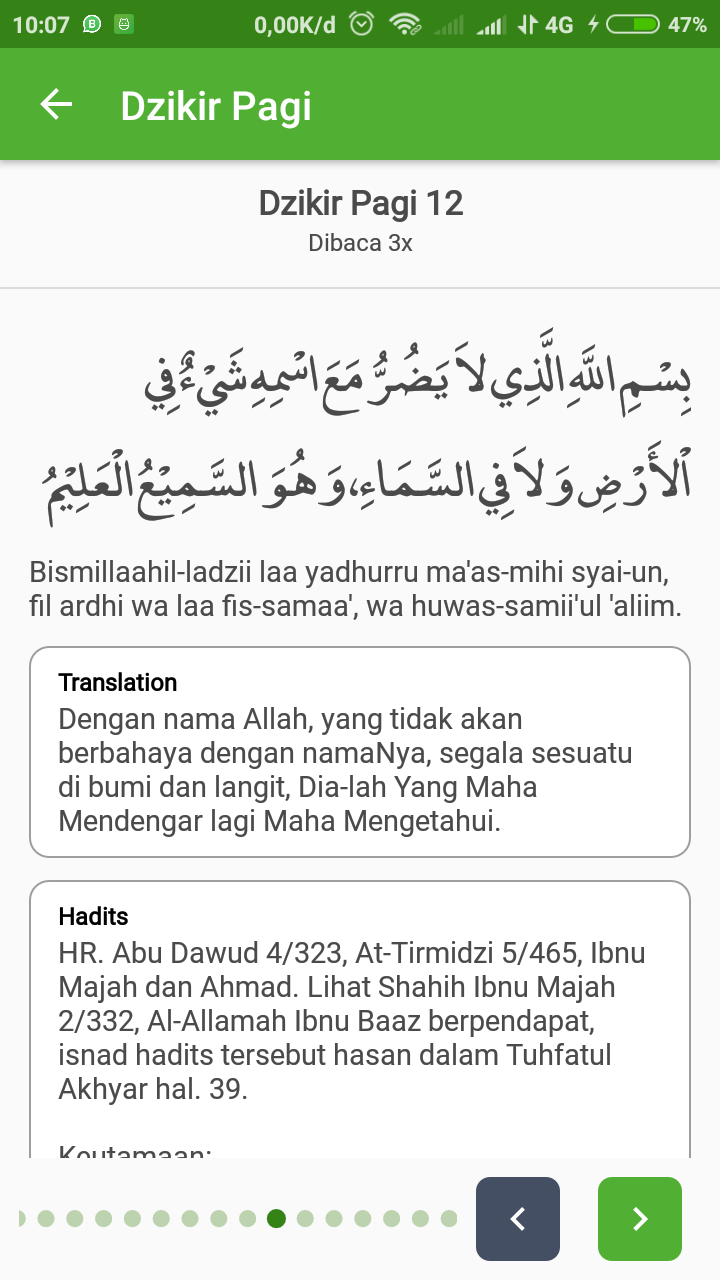 10:07 0,00K/d 4G 47%
Dzikir Pagi
Dzikir Pagi 12
Dibaca 3x
بِسْمِ اللَّهِ الَّذِي لاَ يَضُرُّ مَعَ اسْمِهِ شَيْءٌ فِي
اْلأَرْضِ وَلاَ فِي السَّمَاءِ، وَهُوَ السَّمِيْعُ الْعَلِيْمُ
Bismillaahil-ladzii laa yadhurru ma'as-mihi syai-un,
fil ardhi wa laa fis-samaa', wa huwas-samii'ul 'aliim.
Translation
Dengan nama Allah, yang tidak akan
berbahaya dengan namaNya, segala sesuatu
di bumi dan langit, Dia-lah Yang Maha
Mendengar lagi Maha Mengetahui.
Hadits
HR. Abu Dawud 4/323, At-Tirmidzi 5/465, Ibnu
Majah dan Ahmad. Lihat Shahih Ibnu Majah
2/332, Al-Allamah Ibnu Baaz berpendapat,
isnad hadits tersebut hasan dalam Tuhfatul
Akhyar hal. 39.
Keutamaan: